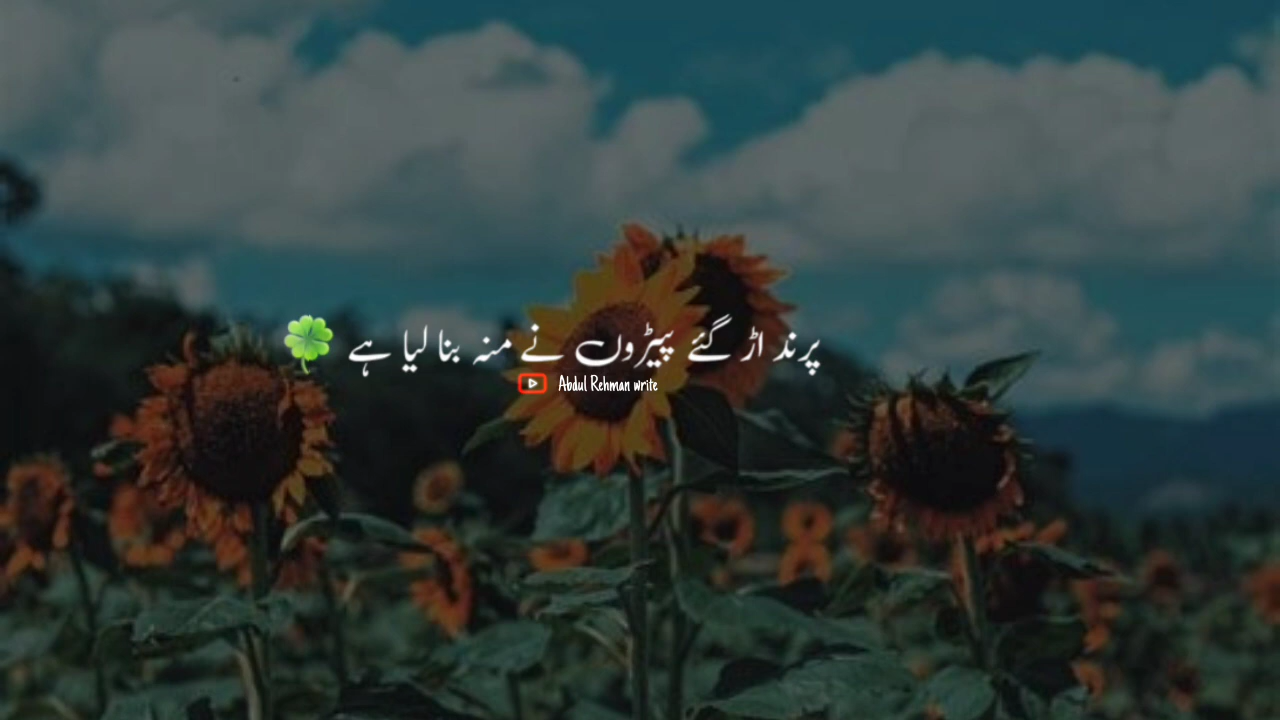 پرند اڑ گئے پیڑوں نے منہ بنا لیا ہے 🍀
Abdul Rehman write